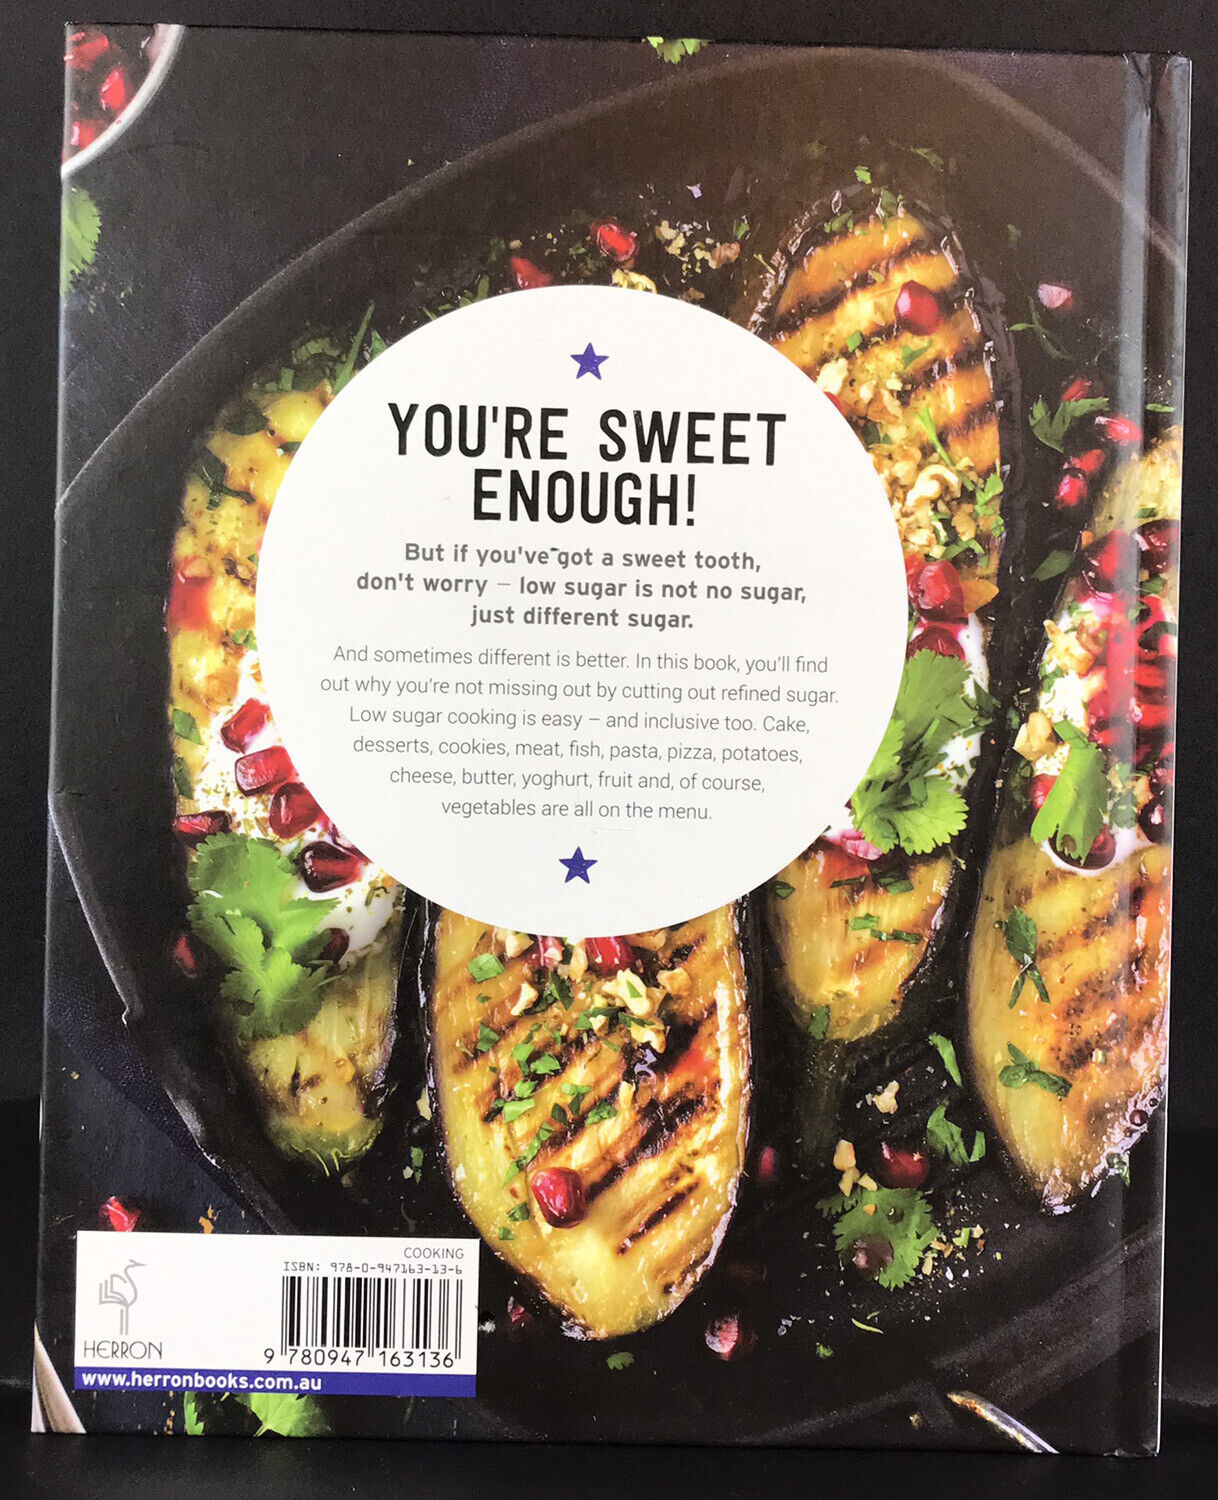 YOU'RE SWEET
ENOUGH!
But if you've got a sweet tooth,
don't worry – low sugar is not no sugar,
just different sugar.
And sometimes different is better. In this book, you'll find
out why you're not missing out by cutting out refined sugar.
Low sugar cooking is easy – and inclusive too. Cake,
desserts, cookies, meat, fish, pasta, pizza, potatoes,
cheese, butter, yoghurt, fruit and, of course,
vegetables are all on the menu.
COOKING
ISBN: 978-0-947163-13-6
HERRON
9 780947 163136
www.herronbooks.com.au